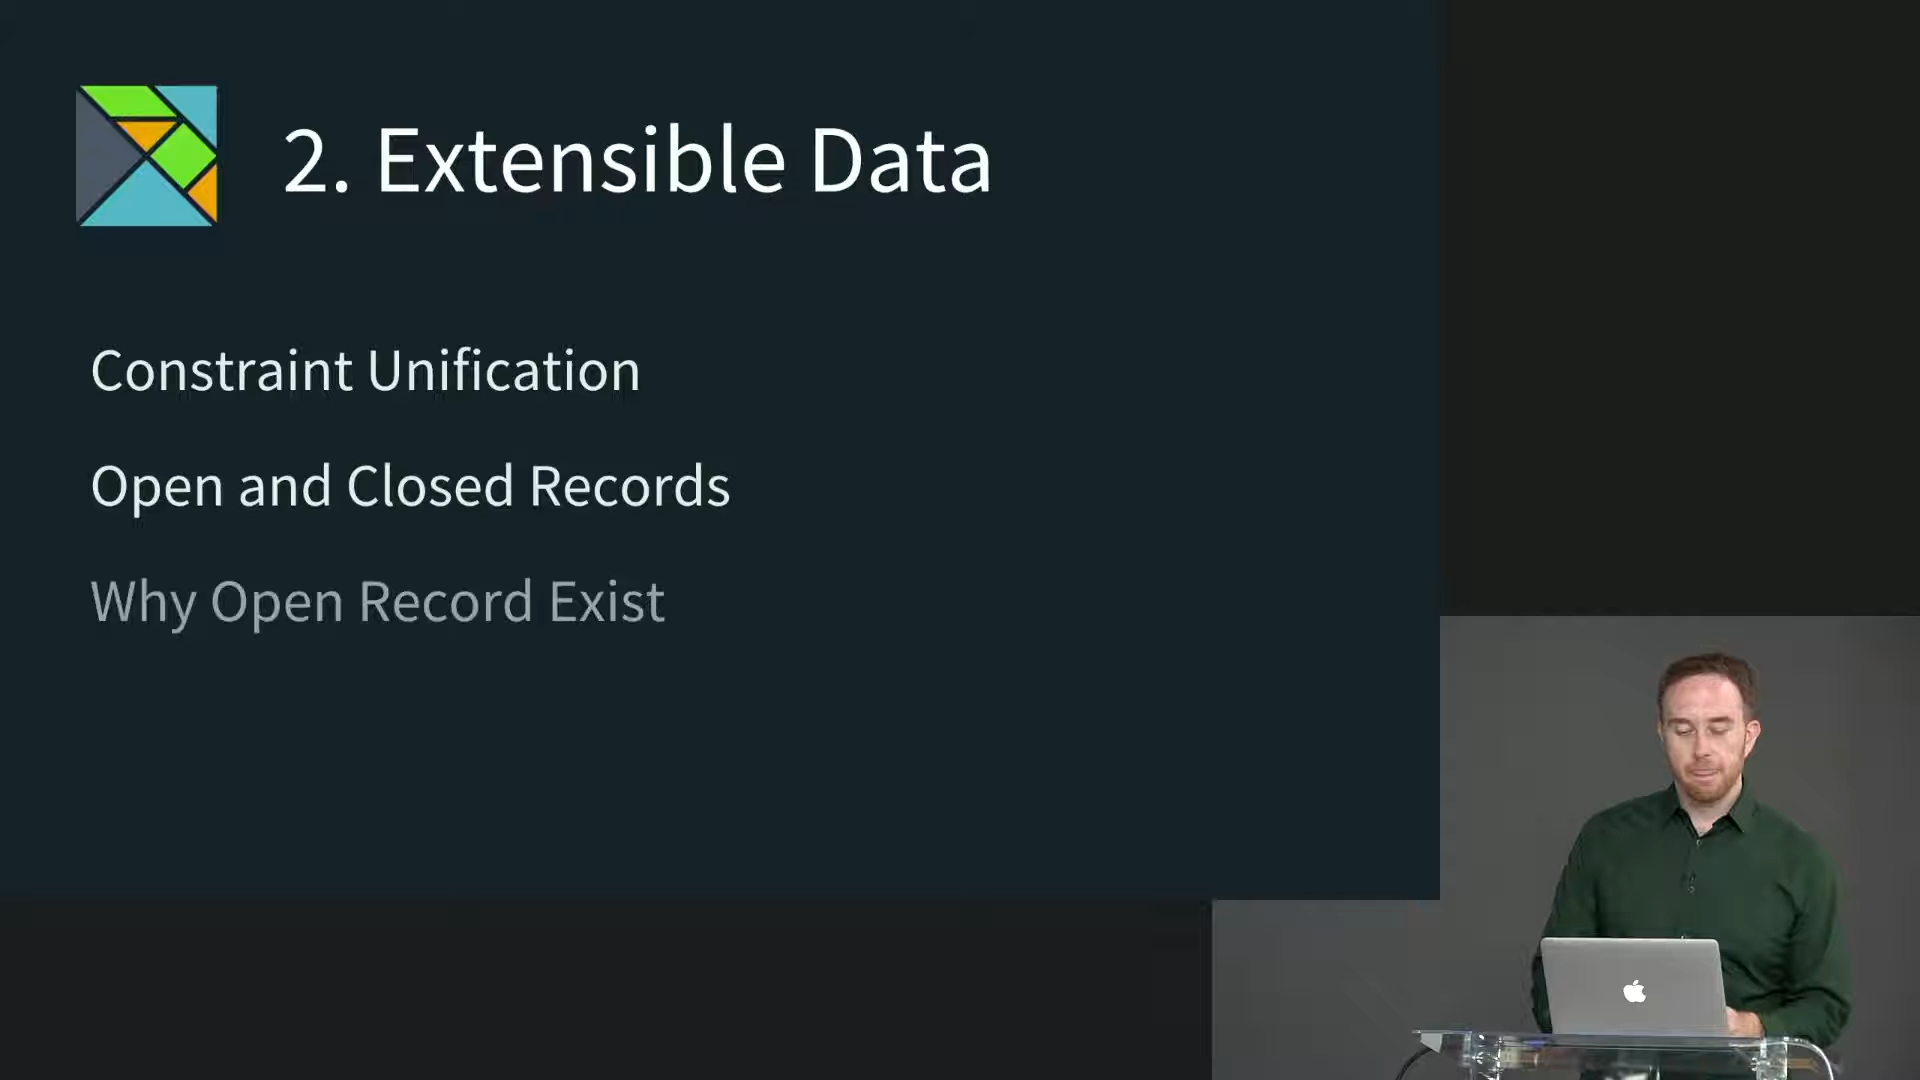 2. Extensible Data
Constraint Unification
Open and Closed Records
Why Open Record Exist